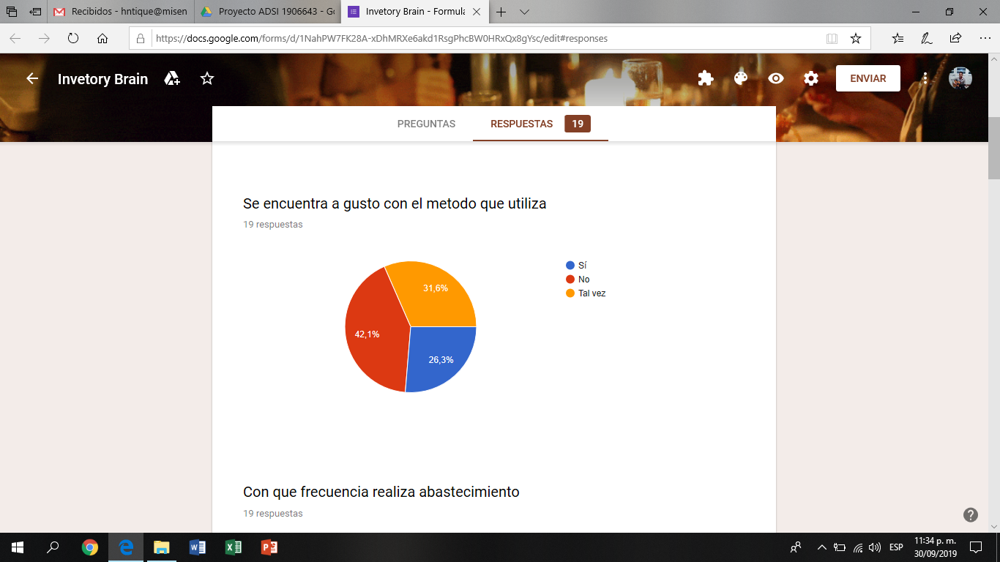 Recibidos - hntique@misen
Proyecto ADSI 1906643 - Go
Invetory Brain - Formula
https://docs.google.com/forms/d/1NahPW7FK28A-xDhMRXe6akd1RsgPhcBW0HRxQx8gYsc/edit#responses
Invetory Brain
ENVIAR
PREGUNTAS
RESPUESTAS
19
Se encuentra a gusto con el metodo que utiliza
19 respuestas
Sí
No
Tal vez
31,6%
42,1%
26,3%
Con que frecuencia realiza abastecimiento
19 respuestas
ESP
11:34 p. m.
30/09/2019